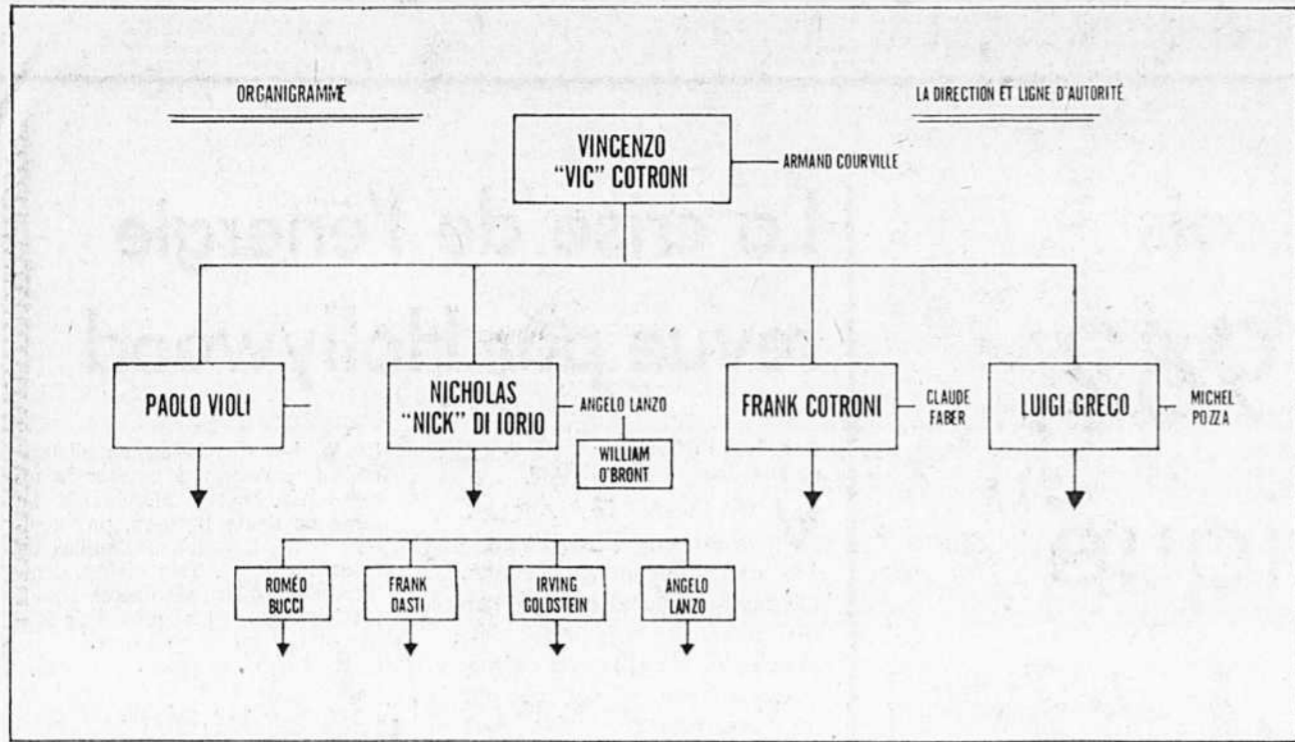 ORGANIGRAMME
LA DIRECTION ET LIGNE D'AUTORITÉ
VINCENZO
"VIC" COTRONI
ARMAND COURVILLE
PAOLO VIOLI
NICHOLAS
"NICK" DI IORIO
ANGELO LANZO
WILLIAM
O'BRONT
FRANK COTRONI
CLAUDE
FABER
LUIGI GRECO
MICHEL
POZZA
ROMÉO
BUCCI
FRANK
DASTI
IRVING
GOLDSTEIN
ANGELO
LANZO